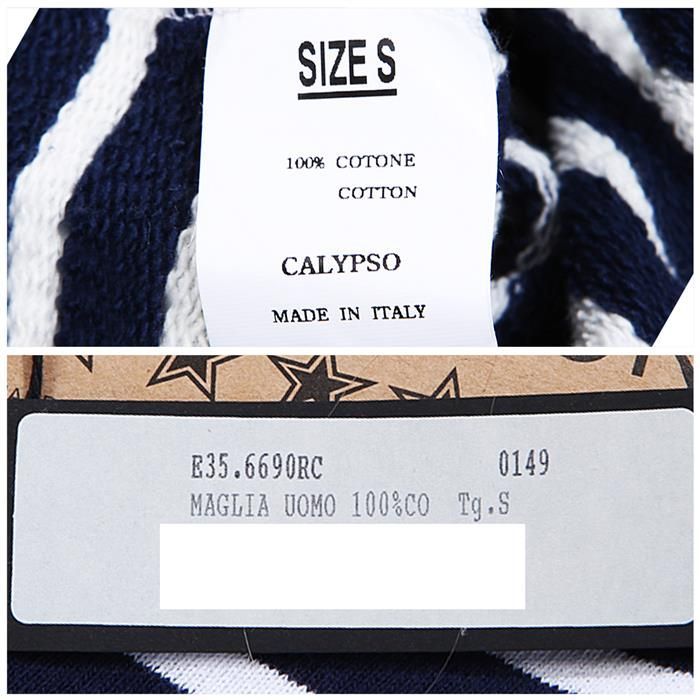 SIZE S
100% COTONE
COTTON
CALYPSO
MADE IN ITALY
E35.6690RC 0149
MAGLIA UOMO 100%CO Tg.S